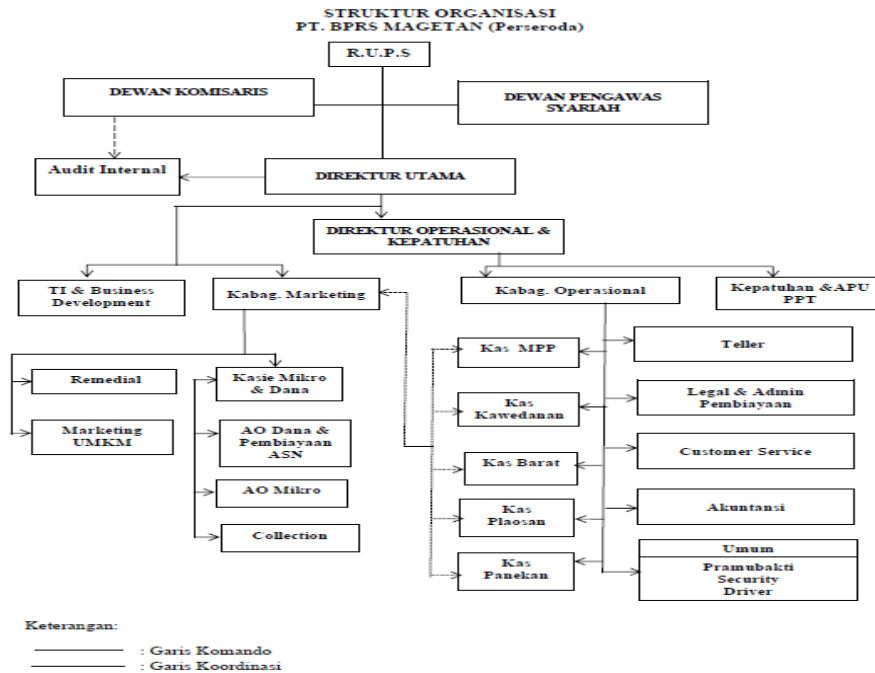 STRUKTUR ORGANISASI
PT. BPRS MAGETAN (Perseroda)
R.U.P.S
DEWAN KOMISARIS
DEWAN PENGAWAS
SYARIAH
Audit Internal
DIREKTUR UTAMA
DIREKTUR OPERASIONAL &
KEPATUHAN
TI & Business
Development
Kabag. Marketing
Kabag. Operasional
Kepatuhan &APU
PPT
Remedial
Marketing
UMKM
Kasie Mikro
& Dana
AO Dana &
Pembiayaan
ASN
AO Mikro
Collection
Kas MPP
Kas
Kawedanan
Kas Barat
Kas
Plaosan
Kas
Panekan
Teller
Legal & Admin
Pembiayaan
Customer Service
Akuntansi
Umum
Pramubakti
Security
Driver
Keterangan:
: Garis Komando
: Garis Koordinasi